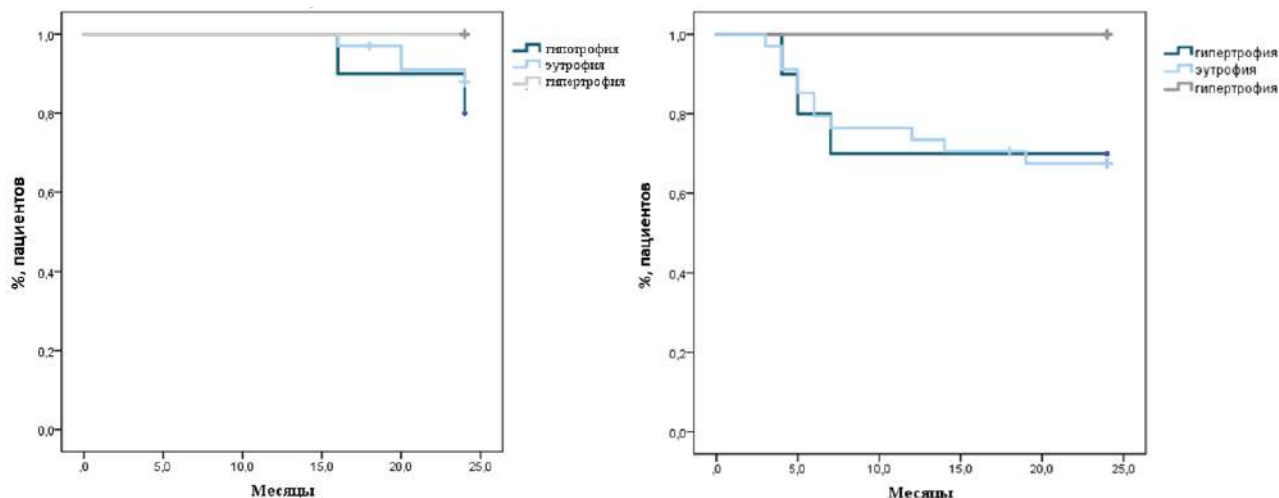 1,0
0,8
0,6
0,4
0,2
0,0
%, пациентов
,0 5,0 10,0 15,0 20,0 25,0
Месяцы
гипотрофия
эутрофия
гипертрофия
1,0
0,8
0,6
0,4
0,2
0,0
%, пациентов
,0 5,0 10,0 15,0 20,0 25,0
Месяцы
гипертрофия
эутрофия
гипертрофия